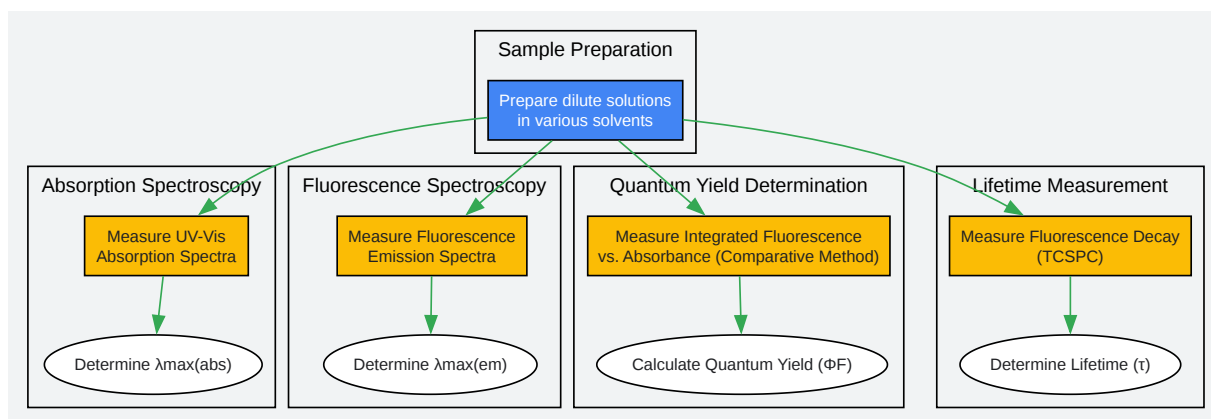 Sample Preparation
Prepare dilute solutions
in various solvents
Absorption Spectroscopy
Measure UV-Vis
Absorption Spectra
Determine λmax(abs)
Fluorescence Spectroscopy
Measure Fluorescence
Emission Spectra
Determine λmax(em)
Quantum Yield Determination
Measure Integrated Fluorescence
vs. Absorbance (Comparative Method)
Calculate Quantum Yield (ΦF)
Lifetime Measurement
Measure Fluorescence Decay
(TCSPC)
Determine Lifetime (τ)